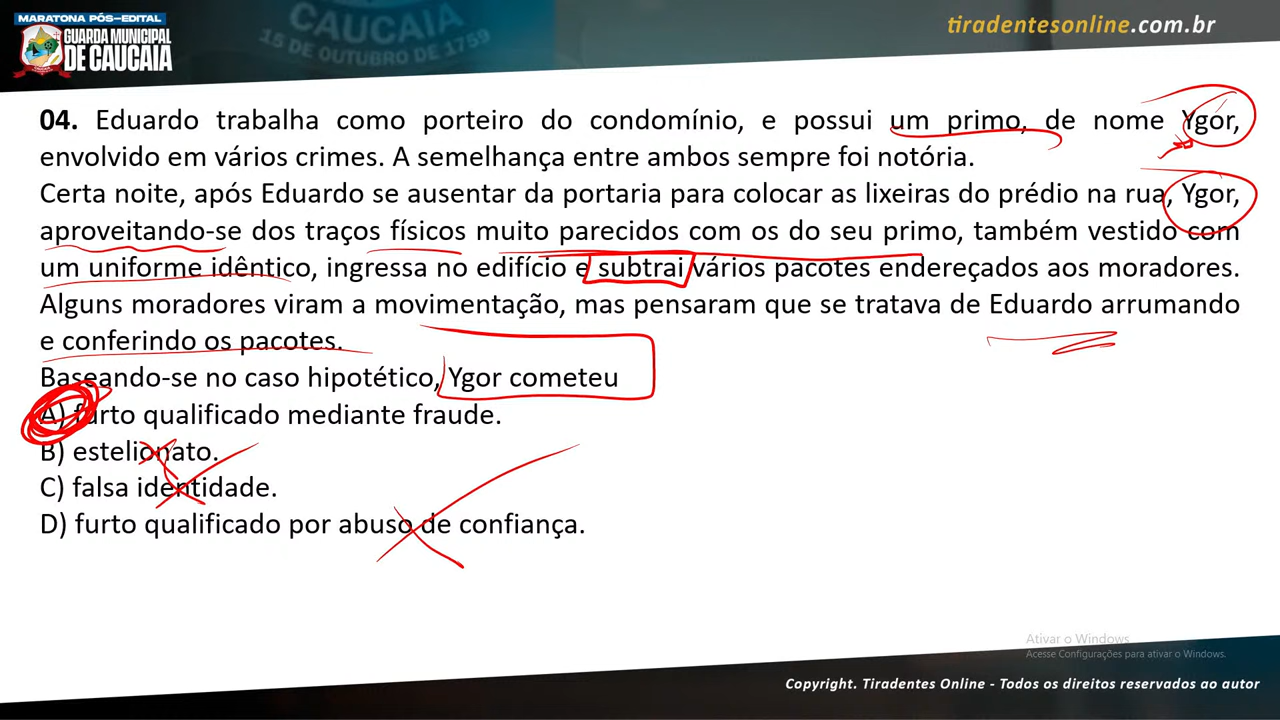 MARATONA PÓS-EDITAL
GUARDA MUNICIPAL
DE CAUCAIA
CAUCAIA
15 DE OUTUBRO DE 1759
tiradentesonline.com.br
04. Eduardo trabalha como porteiro do condomínio, e possui um primo, de nome Ygor,
envolvido em vários crimes. A semelhança entre ambos sempre foi notória.
Certa noite, após Eduardo se ausentar da portaria para colocar as lixeiras do prédio na rua, Ygor,
aproveitando-se dos traços físicos muito parecidos com os do seu primo, também vestido com
um uniforme idêntico, ingressa no edifício e subtrai vários pacotes endereçados aos moradores.
Alguns moradores viram a movimentação, mas pensaram que se tratava de Eduardo arrumando
e conferindo os pacotes.
Baseando-se no caso hipotético, Ygor cometeu
A) furto qualificado mediante fraude.
B) estelionato.
C) falsa identidade.
D) furto qualificado por abuso de confiança.
Ativar o Windows
Acesse Configurações para ativar o Windows.
Copyright. Tiradentes Online - Todos os direitos reservados ao autor